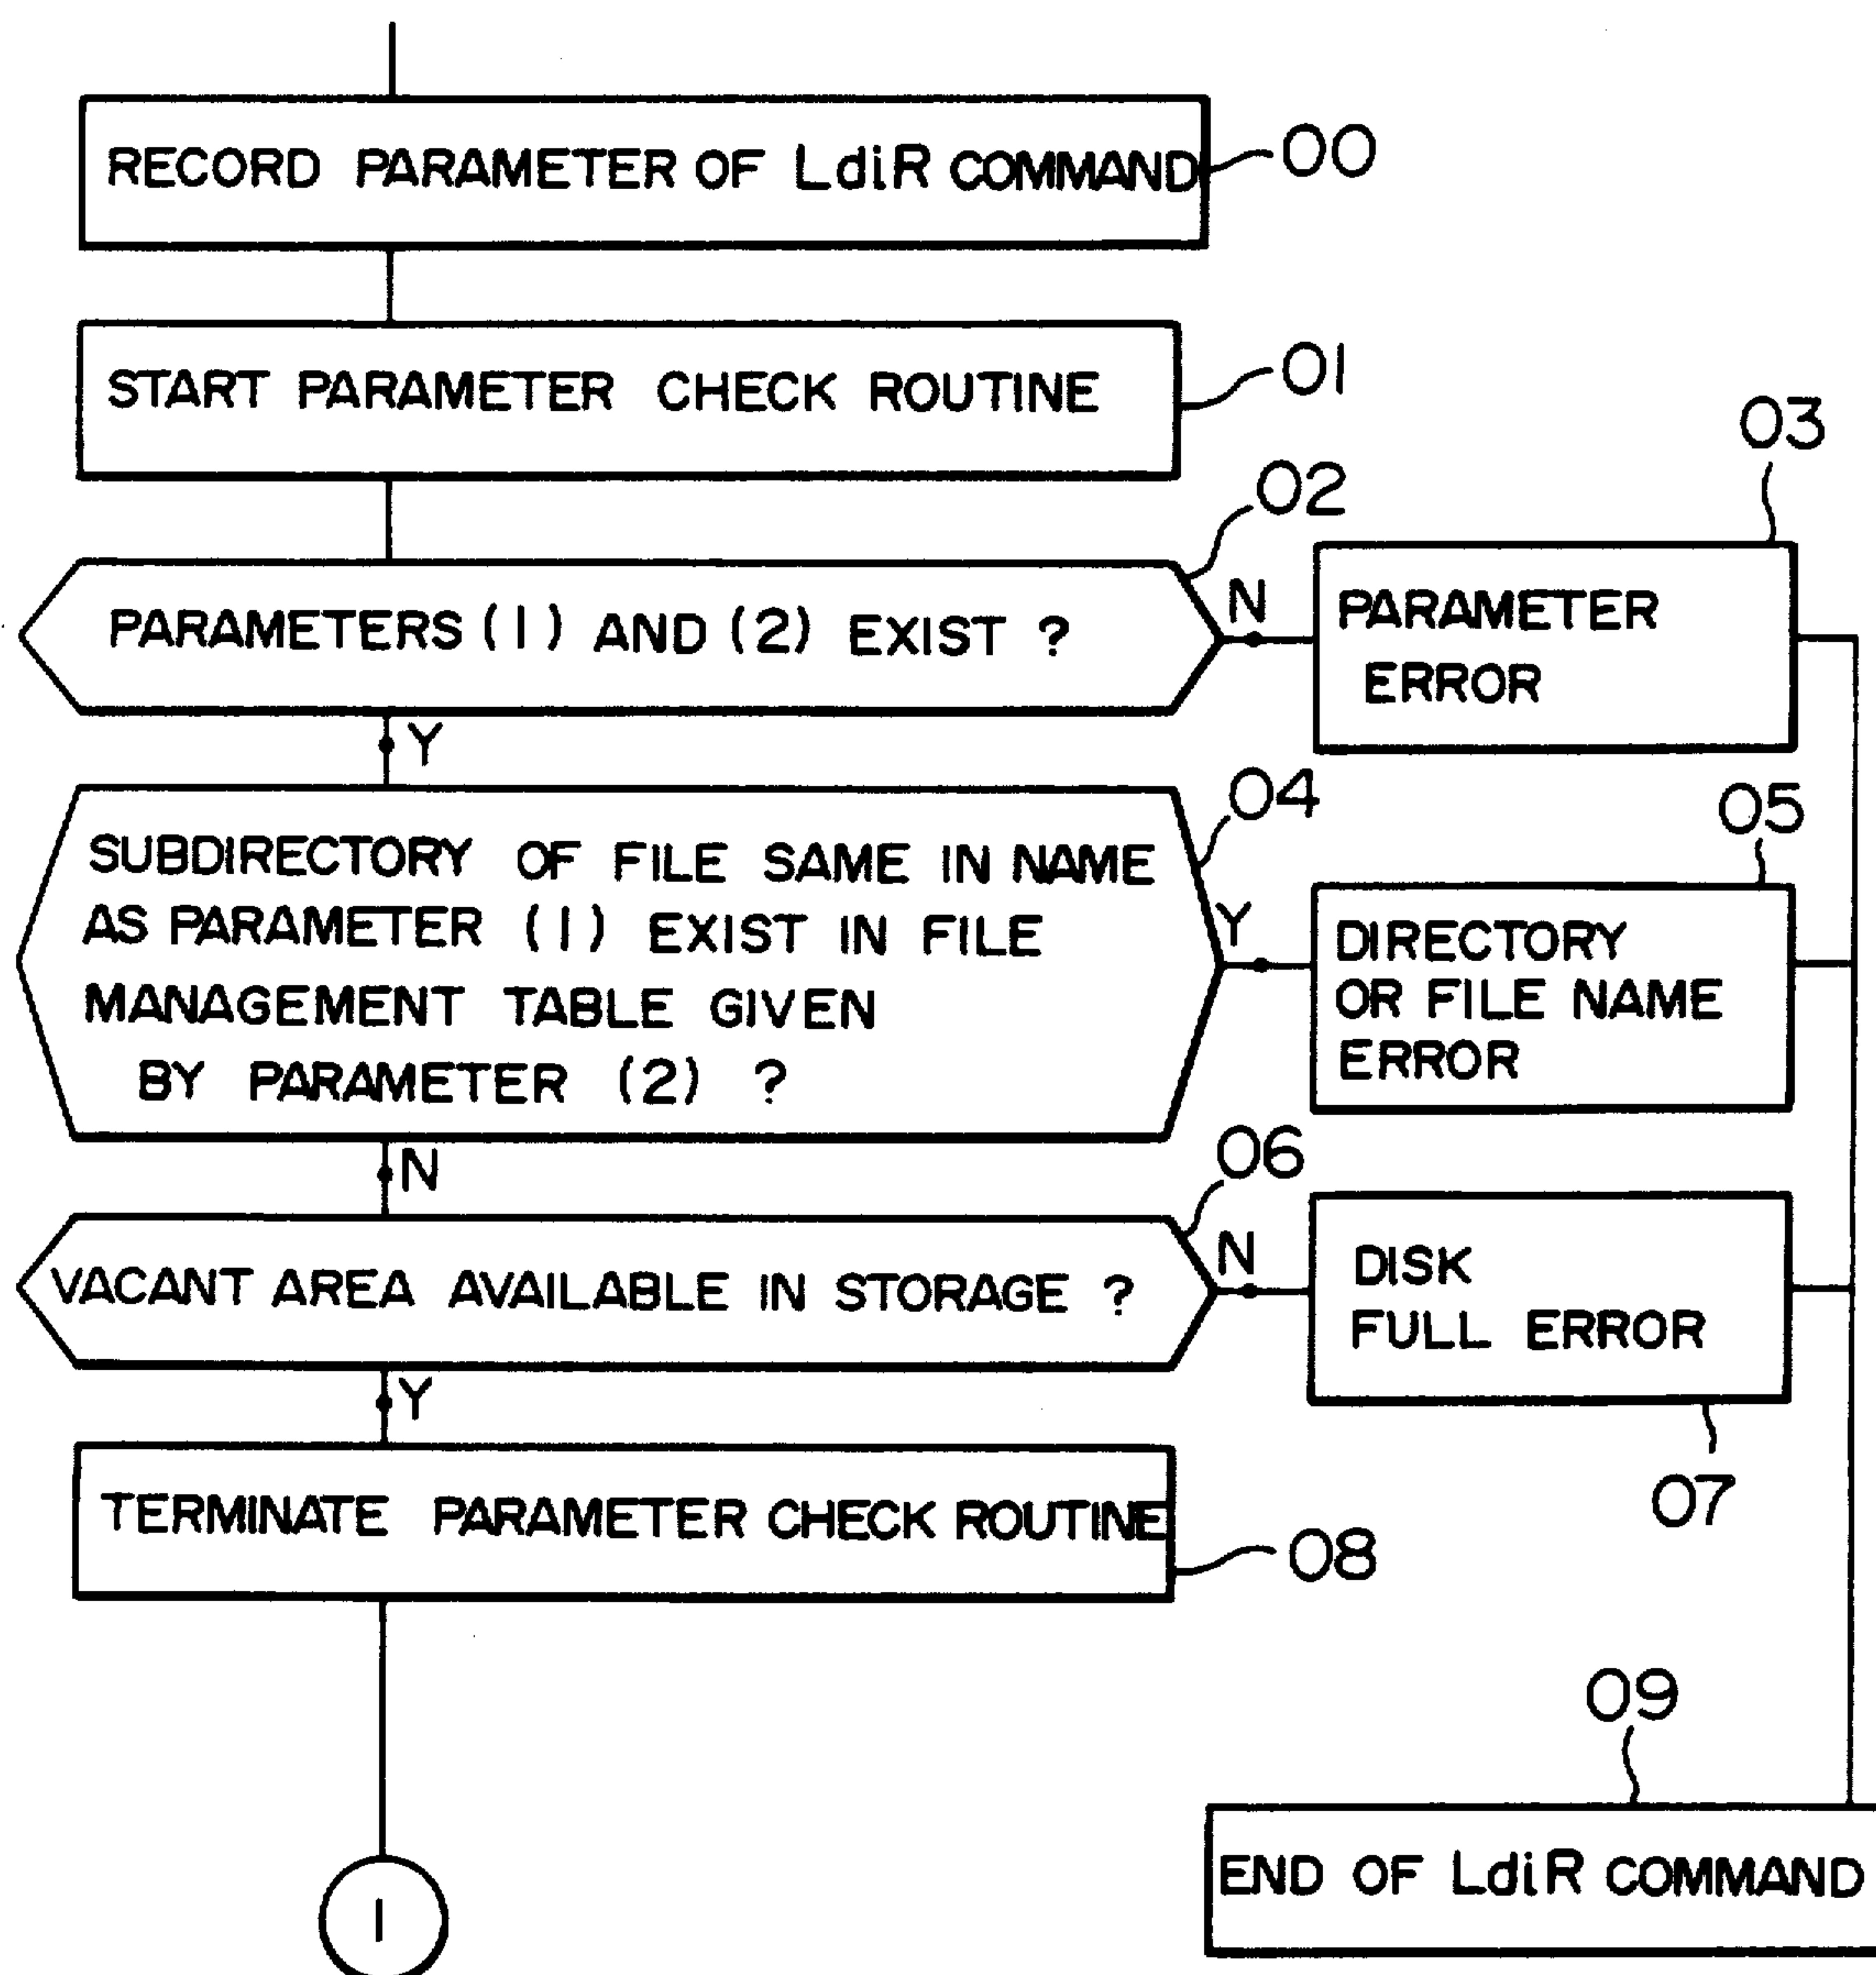 RECORD PARAMETER OF LdiR COMMAND
00
START PARAMETER CHECK ROUTINE
01
02
03
PARAMETERS (1) AND (2) EXIST ?
N
PARAMETER
ERROR
Y
04
05
SUBDIRECTORY OF FILE SAME IN NAME
AS PARAMETER (1) EXIST IN FILE
MANAGEMENT TABLE GIVEN
BY PARAMETER (2) ?
Y
DIRECTORY
OR FILE NAME
ERROR
N
06
VACANT AREA AVAILABLE IN STORAGE ?
N
DISK
FULL ERROR
07
Y
TERMINATE PARAMETER CHECK ROUTINE
08
09
END OF LdiR COMMAND
1